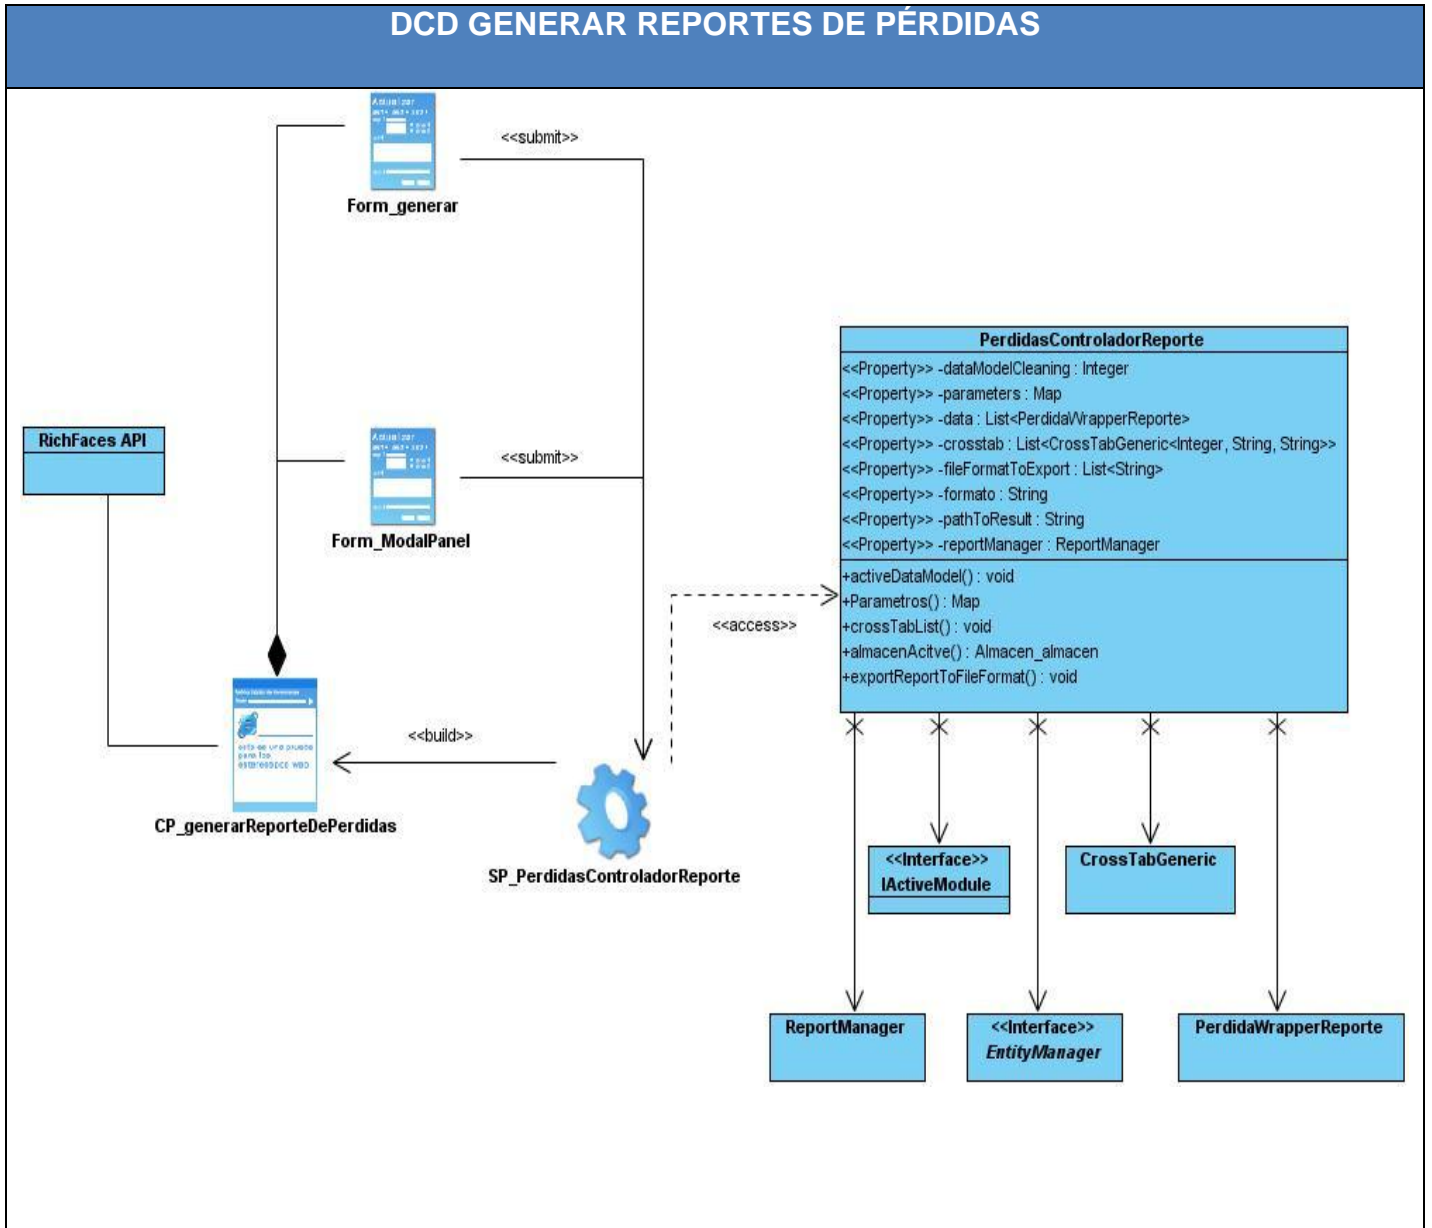 DCD GENERAR REPORTES DE PÉRDIDAS
<<submit>>
Form_generar
RichFaces API
<<submit>>
Form_ModalPanel
PerdidasControladorReporte
<<Property>> -dataModelCleaning : Integer
<<Property>> -parameters : Map
<<Property>> -data : List<PerdidaWrapperReporte>
<<Property>> -crosstab : List<CrossTabGeneric<Integer, String, String>>
<<Property>> -fileFormatToExport : List<String>
<<Property>> -formato : String
<<Property>> -pathToResult : String
<<Property>> -reportManager : ReportManager
+activeDataModel() : void
+Parametros() : Map
+crossTabList() : void
+almacenAcitve() : Almacen_almacen
+exportReportToFileFormat() : void
<<access>>
<<build>>
CP_generarReporteDePerdidas
SP_PerdidasControladorReporte
<<Interface>>
IActiveModule
CrossTabGeneric
ReportManager
<<Interface>>
EntityManager
PerdidaWrapperReporte